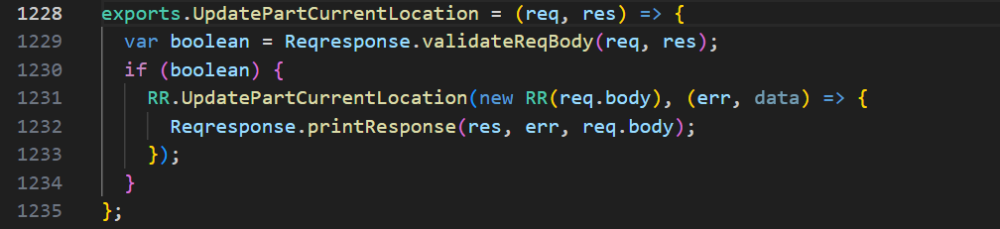 1228 exports.UpdatePartCurrentLocation = (req, res) => {
1229   var boolean = Reqresponse.validateReqBody(req, res);
1230   if (boolean) {
1231     RR.UpdatePartCurrentLocation(new RR(req.body), (err, data) => {
1232       Reqresponse.printResponse(res, err, req.body);
1233     });
1234   }
1235 };